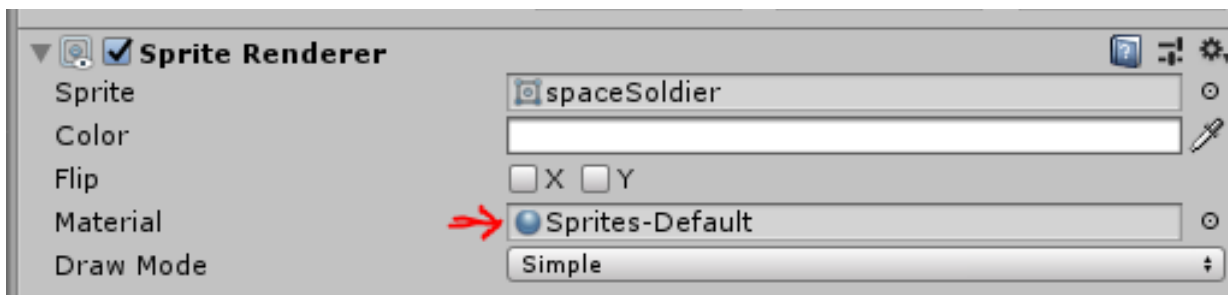 Sprite Renderer
Sprite spaceSoldier
Color
Flip X Y
Material Sprites-Default
Draw Mode Simple